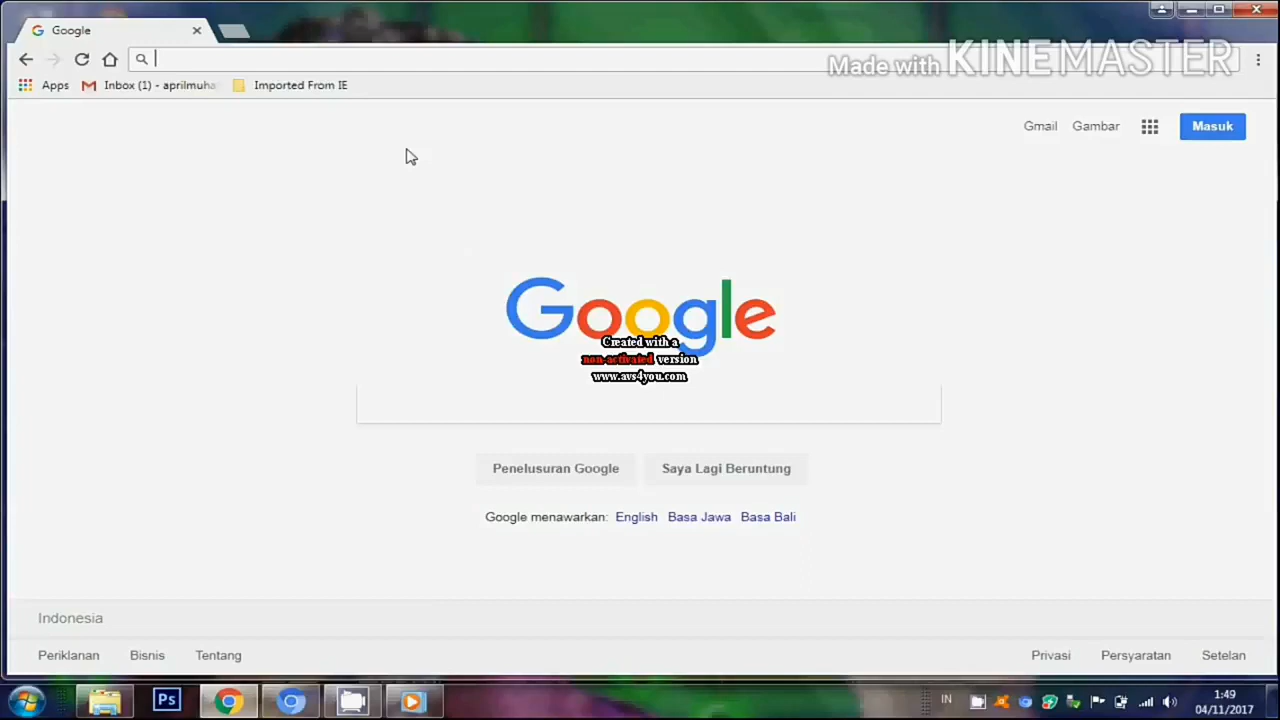 Google
Made with KINEMASTER
Apps Inbox (1) - aprilmuha Imported From IE
Gmail Gambar Masuk
Google
Created with a
non-activated version
www.avs4you.com
Penelusuran Google Saya Lagi Beruntung
Google menawarkan: English Basa Jawa Basa Bali
Indonesia
Periklanan Bisnis Tentang Privasi Persyaratan Setelan
Ps IN 1:49
04/11/2017